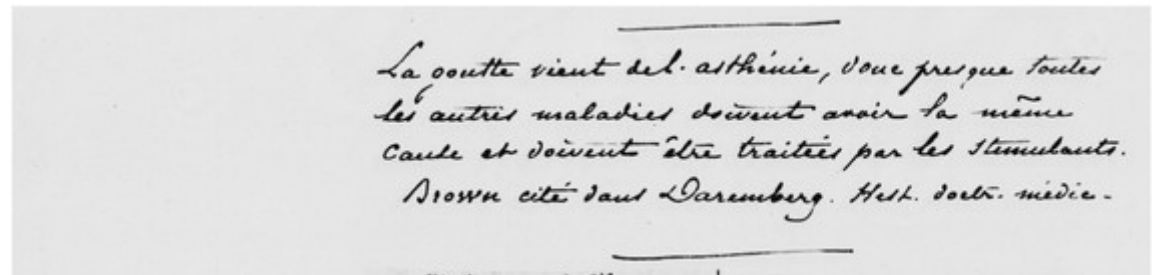 La goutte vient de l'asthénie, donc presque toutes
les autres maladies doivent avoir la même
cause et doivent être traitées par les stimulants.
Brown cité dans Daremberg. Hist. doctr. médic.